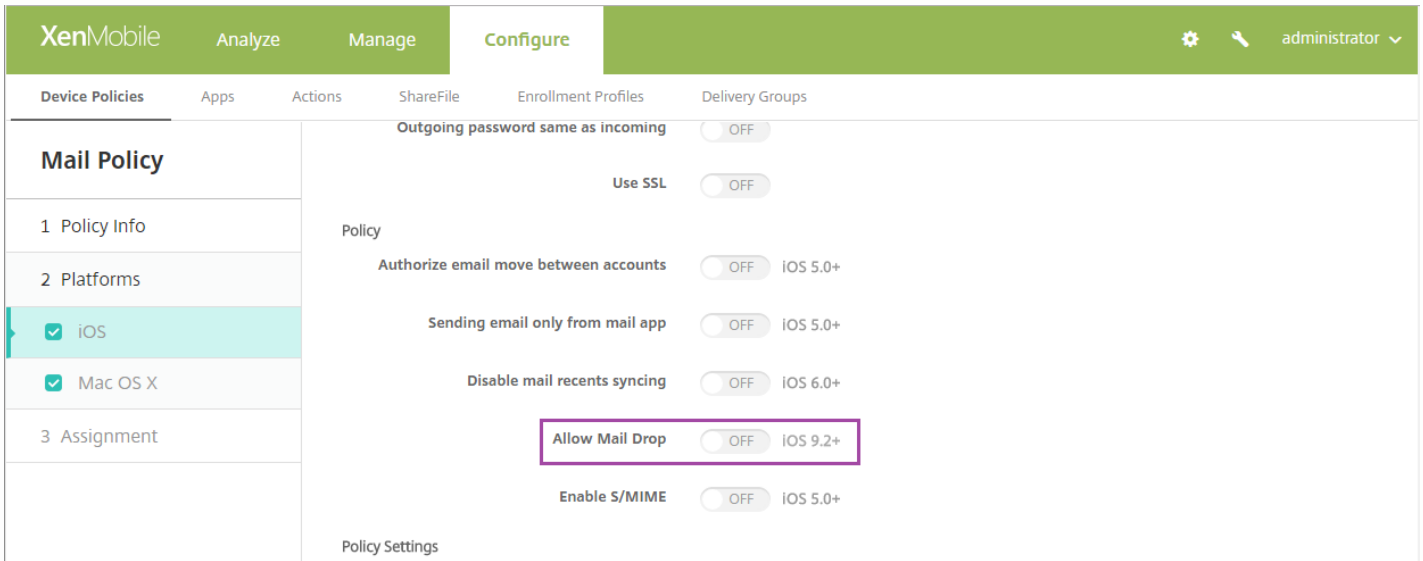 XenMobile Analyze Manage Configure administrator
Device Policies Apps Actions ShareFile Enrollment Profiles Delivery Groups
Mail Policy
1 Policy Info
2 Platforms
iOS
Mac OS X
3 Assignment
Outgoing password same as incoming OFF
Use SSL OFF
Policy
Authorize email move between accounts OFF iOS 5.0+
Sending email only from mail app OFF iOS 5.0+
Disable mail recents syncing OFF iOS 6.0+
Allow Mail Drop OFF iOS 9.2+
Enable S/MIME OFF iOS 5.0+
Policy Settings